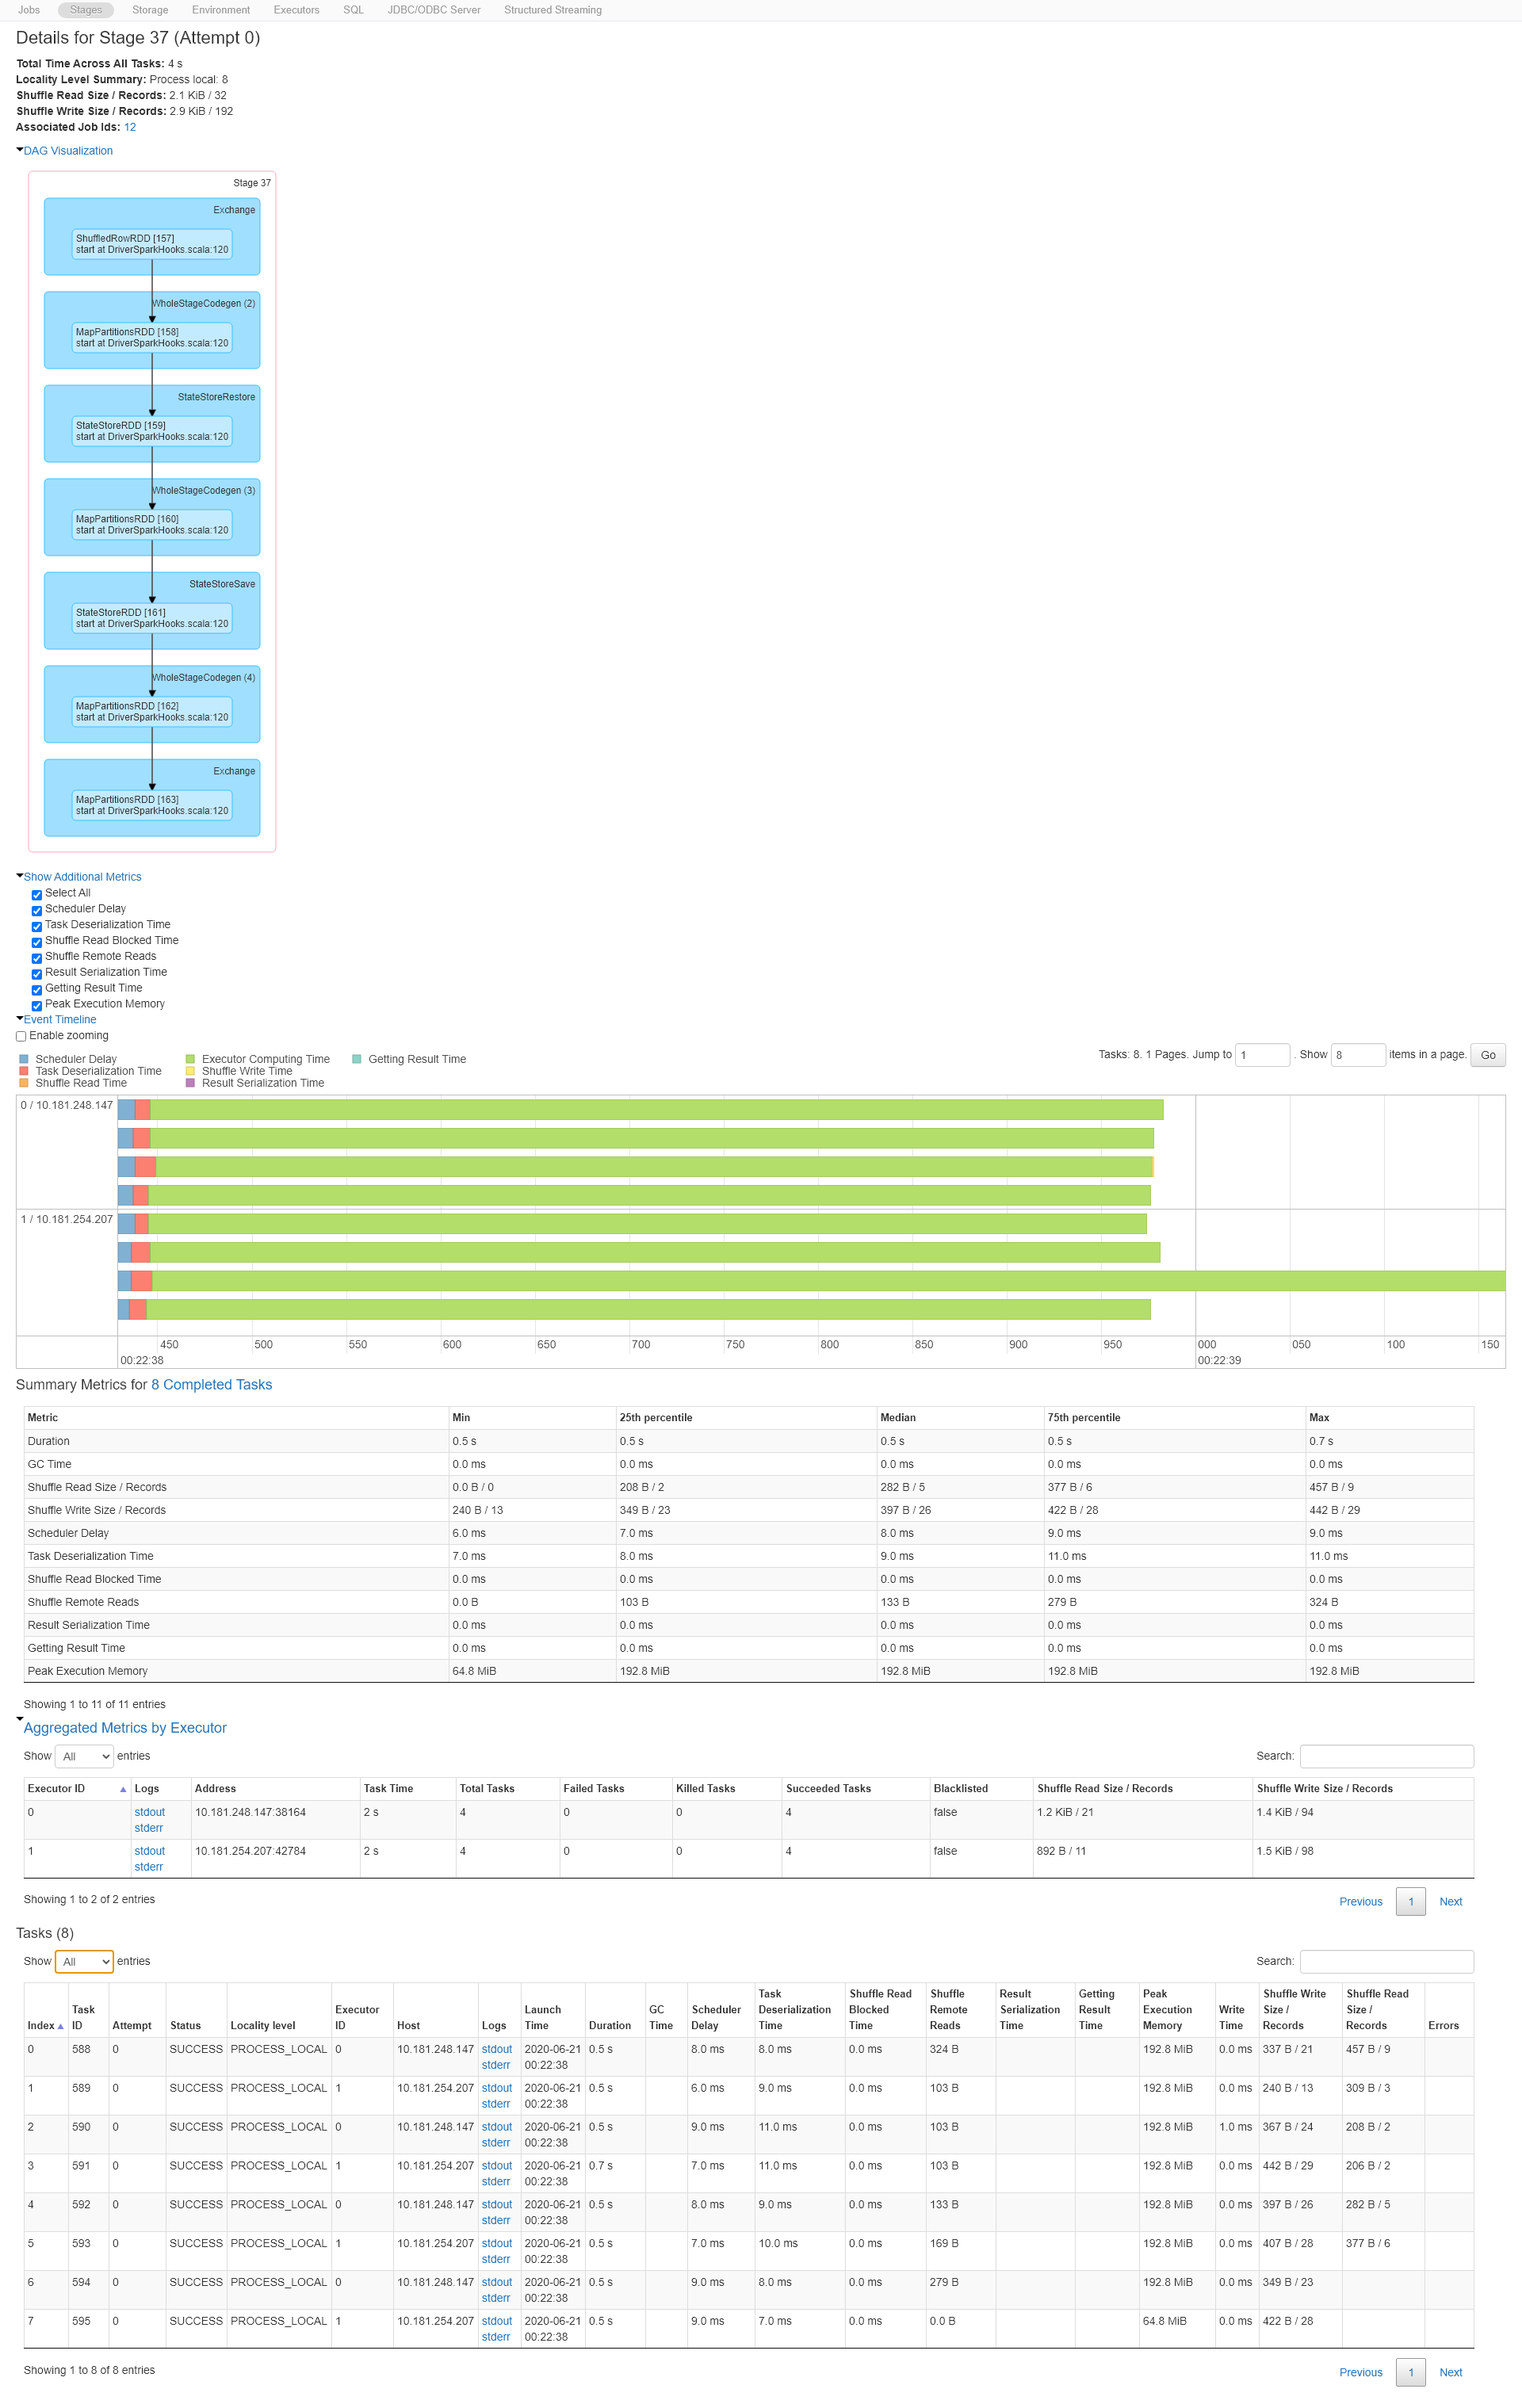 Jobs Stages Storage Environment Executors SQL JDBC/ODBC Server Structured Streaming
Details for Stage 37 (Attempt 0)
Total Time Across All Tasks: 4 s
Locality Level Summary: Process local: 8
Shuffle Read Size / Records: 2.1 KiB / 32
Shuffle Write Size / Records: 2.9 KiB / 192
Associated Job Ids: 12
DAG Visualization
Stage 37
Exchange
ShuffledRowRDD [157]
start at DriverSparkHooks.scala:120
WholeStageCodegen (2)
MapPartitionsRDD [158]
start at DriverSparkHooks.scala:120
StateStoreRestore
StateStoreRDD [159]
start at DriverSparkHooks.scala:120
WholeStageCodegen (3)
MapPartitionsRDD [160]
start at DriverSparkHooks.scala:120
StateStoreSave
StateStoreRDD [161]
start at DriverSparkHooks.scala:120
WholeStageCodegen (4)
MapPartitionsRDD [162]
start at DriverSparkHooks.scala:120
Exchange
MapPartitionsRDD [163]
start at DriverSparkHooks.scala:120
Show Additional Metrics
Select All
Scheduler Delay
Task Deserialization Time
Shuffle Read Blocked Time
Shuffle Remote Reads
Result Serialization Time
Getting Result Time
Peak Execution Memory
Event Timeline
Enable zooming
Scheduler Delay Executor Computing Time Getting Result Time
Task Deserialization Time Shuffle Write Time
Shuffle Read Time Result Serialization Time
Tasks: 8. 1 Pages. Jump to 1 . Show 8 items in a page. Go
0 / 10.181.248.147
1 / 10.181.254.207
450 500 550 600 650 700 750 800 850 900 950 000 050 100 150
00:22:38 00:22:39
Summary Metrics for 8 Completed Tasks
Metric Min 25th percentile Median 75th percentile Max
Duration 0.5 s 0.5 s 0.5 s 0.5 s 0.7 s
GC Time 0.0 ms 0.0 ms 0.0 ms 0.0 ms 0.0 ms
Shuffle Read Size / Records 0.0 B / 0 208 B / 2 282 B / 5 377 B / 6 457 B / 9
Shuffle Write Size / Records 240 B / 13 349 B / 23 397 B / 26 422 B / 28 442 B / 29
Scheduler Delay 6.0 ms 7.0 ms 8.0 ms 9.0 ms 9.0 ms
Task Deserialization Time 7.0 ms 8.0 ms 9.0 ms 11.0 ms 11.0 ms
Shuffle Read Blocked Time 0.0 ms 0.0 ms 0.0 ms 0.0 ms 0.0 ms
Shuffle Remote Reads 0.0 B 103 B 133 B 279 B 324 B
Result Serialization Time 0.0 ms 0.0 ms 0.0 ms 0.0 ms 0.0 ms
Getting Result Time 0.0 ms 0.0 ms 0.0 ms 0.0 ms 0.0 ms
Peak Execution Memory 64.8 MiB 192.8 MiB 192.8 MiB 192.8 MiB 192.8 MiB
Showing 1 to 11 of 11 entries
Aggregated Metrics by Executor
Show All entries Search:
Executor ID Logs Address Task Time Total Tasks Failed Tasks Killed Tasks Succeeded Tasks Blacklisted Shuffle Read Size / Records Shuffle Write Size / Records
0 stdout 10.181.248.147:38164 2 s 4 0 0 4 false 1.2 KiB / 21 1.4 KiB / 94
stderr
1 stdout 10.181.254.207:42784 2 s 4 0 0 4 false 892 B / 11 1.5 KiB / 98
stderr
Showing 1 to 2 of 2 entries Previous 1 Next
Tasks (8)
Show All entries Search:
Task Shuffle Read Shuffle Result Getting Peak Shuffle Write Shuffle Read
Task Executor Launch GC Scheduler Deserialization Blocked Remote Serialization Result Execution Write Size / Size /
Index ID Attempt Status Locality level ID Host Logs Time Duration Time Delay Time Time Reads Time Time Memory Time Records Records Errors
0 588 0 SUCCESS PROCESS_LOCAL 0 10.181.248.147 stdout 2020-06-21 0.5 s 8.0 ms 8.0 ms 0.0 ms 324 B 192.8 MiB 0.0 ms 337 B / 21 457 B / 9
stderr 00:22:38
1 589 0 SUCCESS PROCESS_LOCAL 1 10.181.254.207 stdout 2020-06-21 0.5 s 6.0 ms 9.0 ms 0.0 ms 103 B 192.8 MiB 0.0 ms 240 B / 13 309 B / 3
stderr 00:22:38
2 590 0 SUCCESS PROCESS_LOCAL 0 10.181.248.147 stdout 2020-06-21 0.5 s 9.0 ms 11.0 ms 0.0 ms 103 B 192.8 MiB 1.0 ms 367 B / 24 208 B / 2
stderr 00:22:38
3 591 0 SUCCESS PROCESS_LOCAL 1 10.181.254.207 stdout 2020-06-21 0.7 s 7.0 ms 11.0 ms 0.0 ms 103 B 192.8 MiB 0.0 ms 442 B / 29 206 B / 2
stderr 00:22:38
4 592 0 SUCCESS PROCESS_LOCAL 0 10.181.248.147 stdout 2020-06-21 0.5 s 8.0 ms 9.0 ms 0.0 ms 133 B 192.8 MiB 0.0 ms 397 B / 26 282 B / 5
stderr 00:22:38
5 593 0 SUCCESS PROCESS_LOCAL 1 10.181.254.207 stdout 2020-06-21 0.5 s 7.0 ms 10.0 ms 0.0 ms 169 B 192.8 MiB 0.0 ms 407 B / 28 377 B / 6
stderr 00:22:38
6 594 0 SUCCESS PROCESS_LOCAL 0 10.181.248.147 stdout 2020-06-21 0.5 s 9.0 ms 8.0 ms 0.0 ms 279 B 192.8 MiB 0.0 ms 349 B / 23
stderr 00:22:38
7 595 0 SUCCESS PROCESS_LOCAL 1 10.181.254.207 stdout 2020-06-21 0.5 s 9.0 ms 7.0 ms 0.0 ms 0.0 B 64.8 MiB 0.0 ms 422 B / 28
stderr 00:22:38
Showing 1 to 8 of 8 entries Previous 1 Next